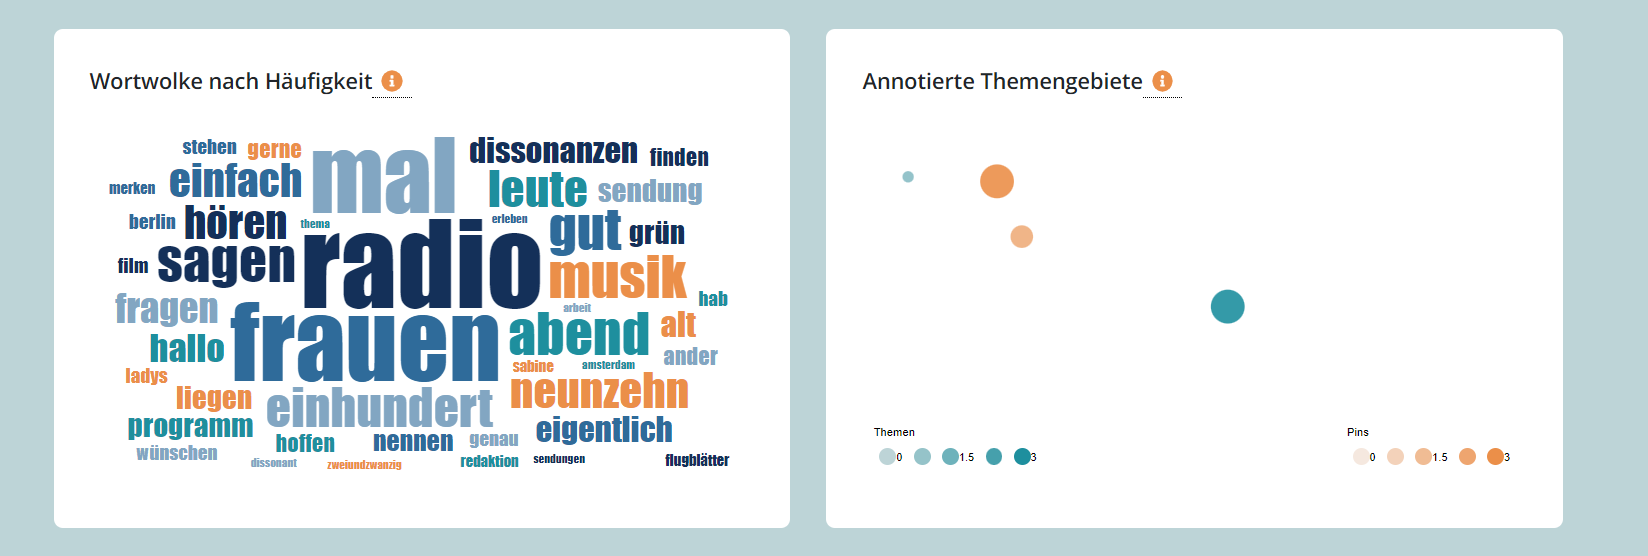 Wortwolke nach Häufigkeit
Annotierte Themengebiete
stehen gerne mal dissonanzen finden
merken einfach leute sendung
berlin hören thema erleben gut grün
film sagen radio musik
fragen frauen arbeit hab
hallo abend alt
ladys sabine amsterdam ander
liegen einhundert neunzehn
programm hoffen nennen genau eigentlich
wünschen dissonant zweiundzwanzig redaktion sendungen flugblätter
Themen
0 1.5 3
Pins
0 1.5 3